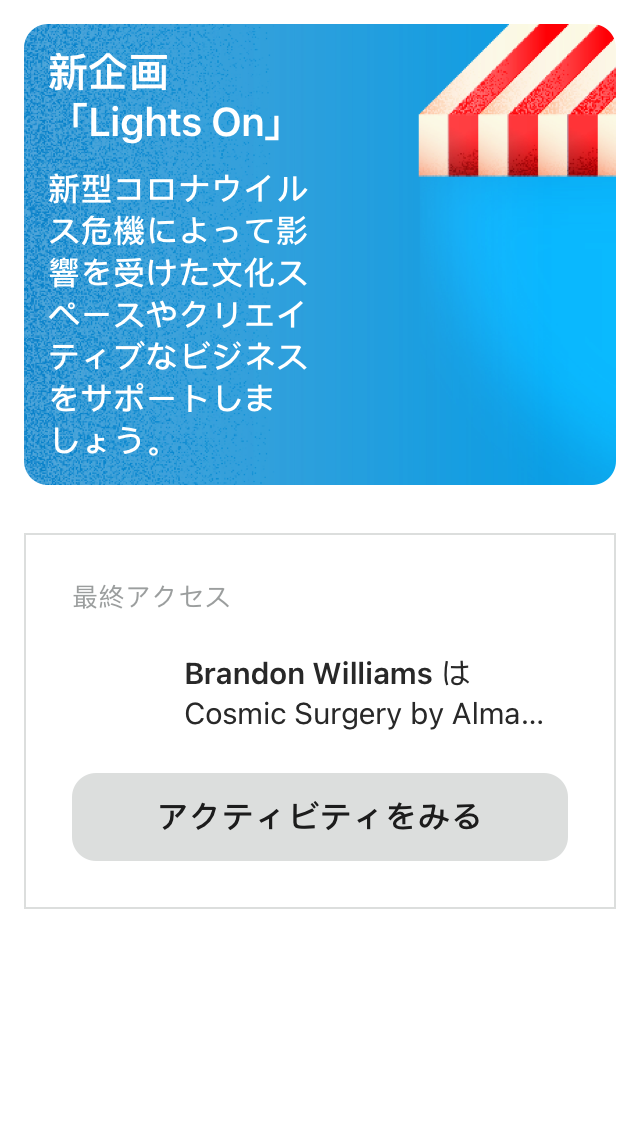 新企画
「Lights On」
新型コロナウイル
ス危機によって影
響を受けた文化ス
ペースやクリエイ
ティブなビジネス
をサポートしま
しょう。
最終アクセス
Brandon Williams は
Cosmic Surgery by Alma...
アクティビティをみる